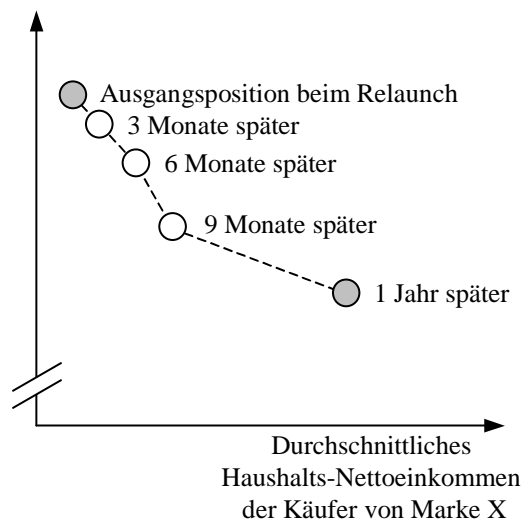 Ausgangsposition beim Relaunch
3 Monate später
6 Monate später
9 Monate später
1 Jahr später
Durchschnittliches
Haushalts-Nettoeinkommen
der Käufer von Marke X